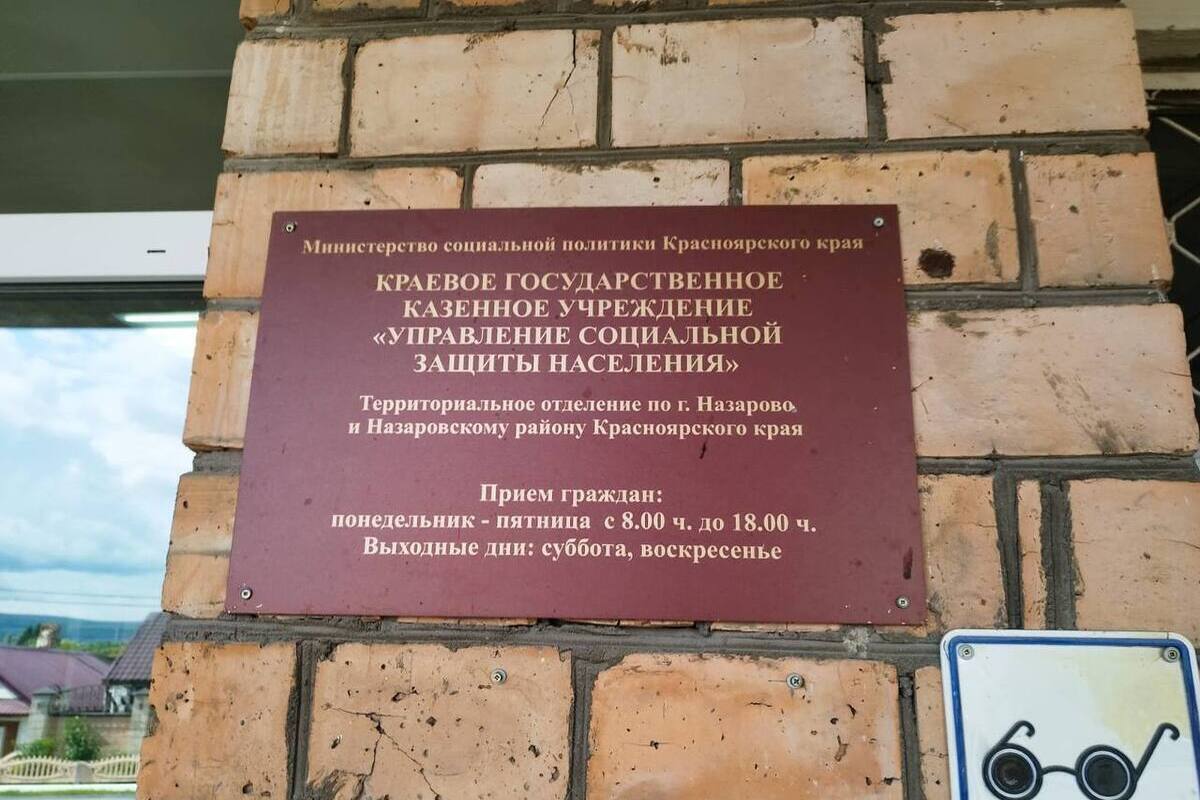 Министерство социальной политики Красноярского края
КРАЕВОЕ ГОСУДАРСТВЕННОЕ
КАЗЕННОЕ УЧРЕЖДЕНИЕ
«УПРАВЛЕНИЕ СОЦИАЛЬНОЙ
ЗАЩИТЫ НАСЕЛЕНИЯ»
Территориальное отделение по г. Назарово
и Назаровскому району Красноярского края
Прием граждан:
понедельник - пятница с 8.00 ч. до 18.00 ч.
Выходные дни: суббота, воскресенье